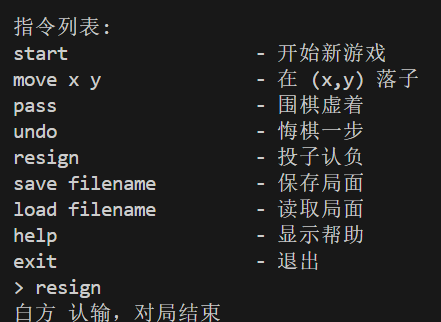 指令列表:
start - 开始新游戏
move x y - 在 (x,y) 落子
pass - 围棋虚着
undo - 悔棋一步
resign - 投子认负
save filename - 保存局面
load filename - 读取局面
help - 显示帮助
exit - 退出
> resign
白方 认输，对局结束